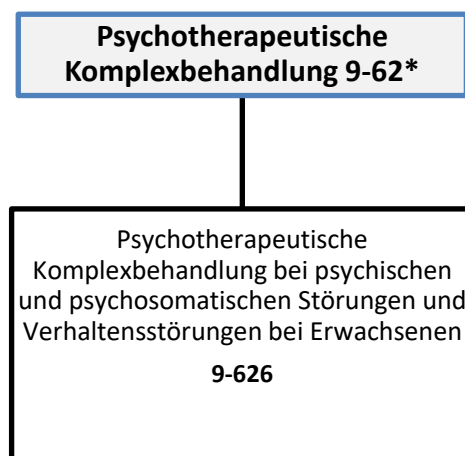 Psychotherapeutische
Komplexbehandlung 9-62*
Psychotherapeutische
Komplexbehandlung bei psychischen
und psychosomatischen Störungen und
Verhaltensstörungen bei Erwachsenen
9-626